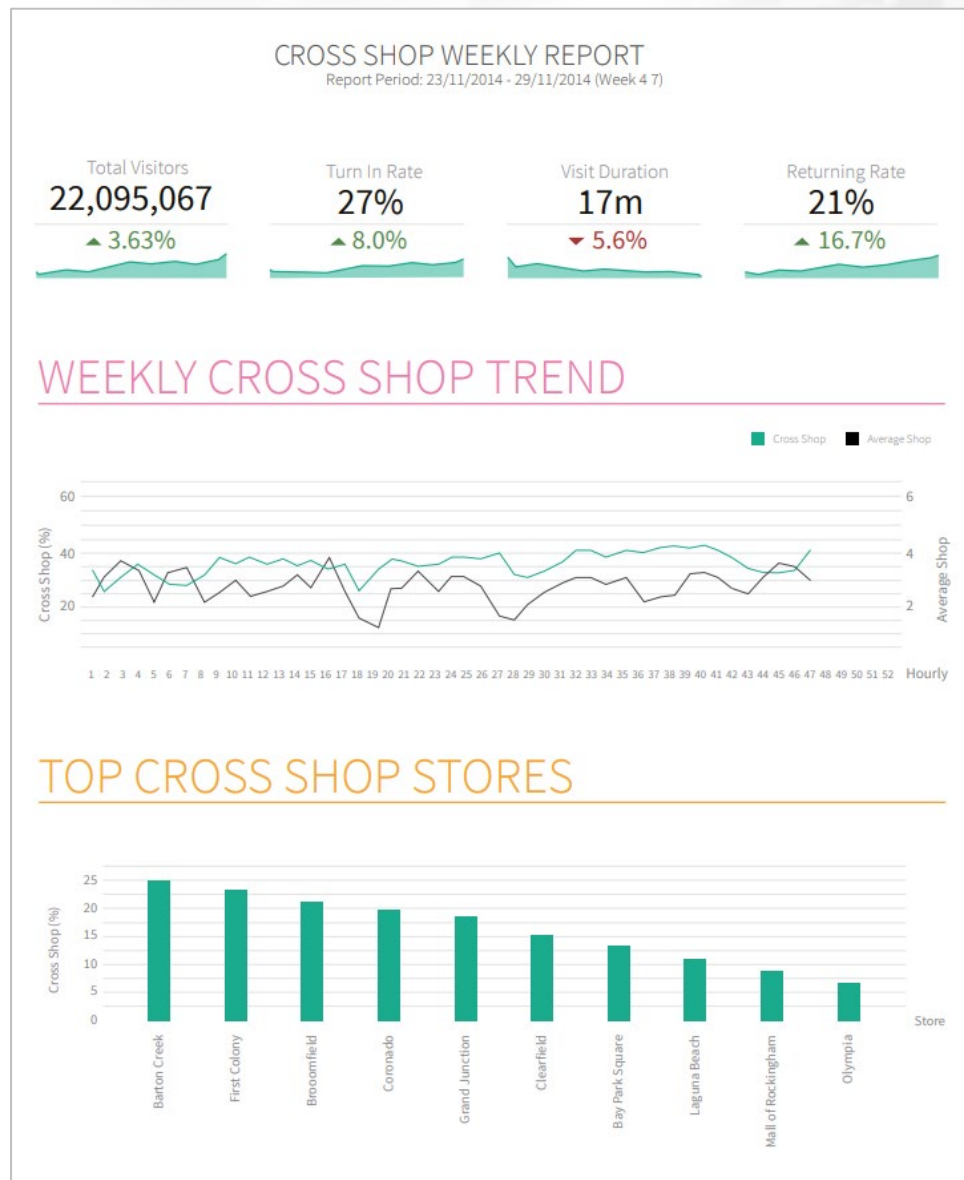 CROSS SHOP WEEKLY REPORT
Report Period: 23/11/2014 - 29/11/2014 (Week 4 7)
Total Visitors
22,095,067
3.63%
Turn In Rate
27%
8.0%
Visit Duration
17m
5.6%
Returning Rate
21%
16.7%
WEEKLY CROSS SHOP TREND
Cross Shop Average Shop
Cross Shop (%)
60
40
20
6
4
2
Average Shop
1 2 3 4 5 6 7 8 9 10 11 12 13 14 15 16 17 18 19 20 21 22 23 24 25 26 27 28 29 30 31 32 33 34 35 36 37 38 39 40 41 42 43 44 45 46 47 48 49 50 51 52 Hourly
TOP CROSS SHOP STORES
Cross Shop (%)
25
20
15
10
5
0
Store
Barton Creek
First Colony
Brooomfield
Coronado
Grand Junction
Clearfield
Bay Park Square
Laguna Beach
Mall of Rockingham
Olympia